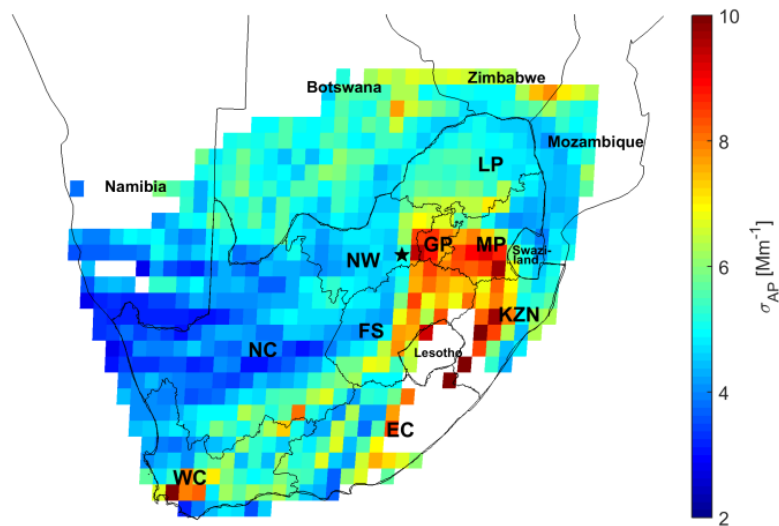 10
Zimbabwe
Botswana
8
Mozambique
LP
Namibia
GP
MP
NW
Swazi-
land
6
σAP [Mm⁻¹]
KZN
FS
NC
Lesotho
4
EC
WC
2